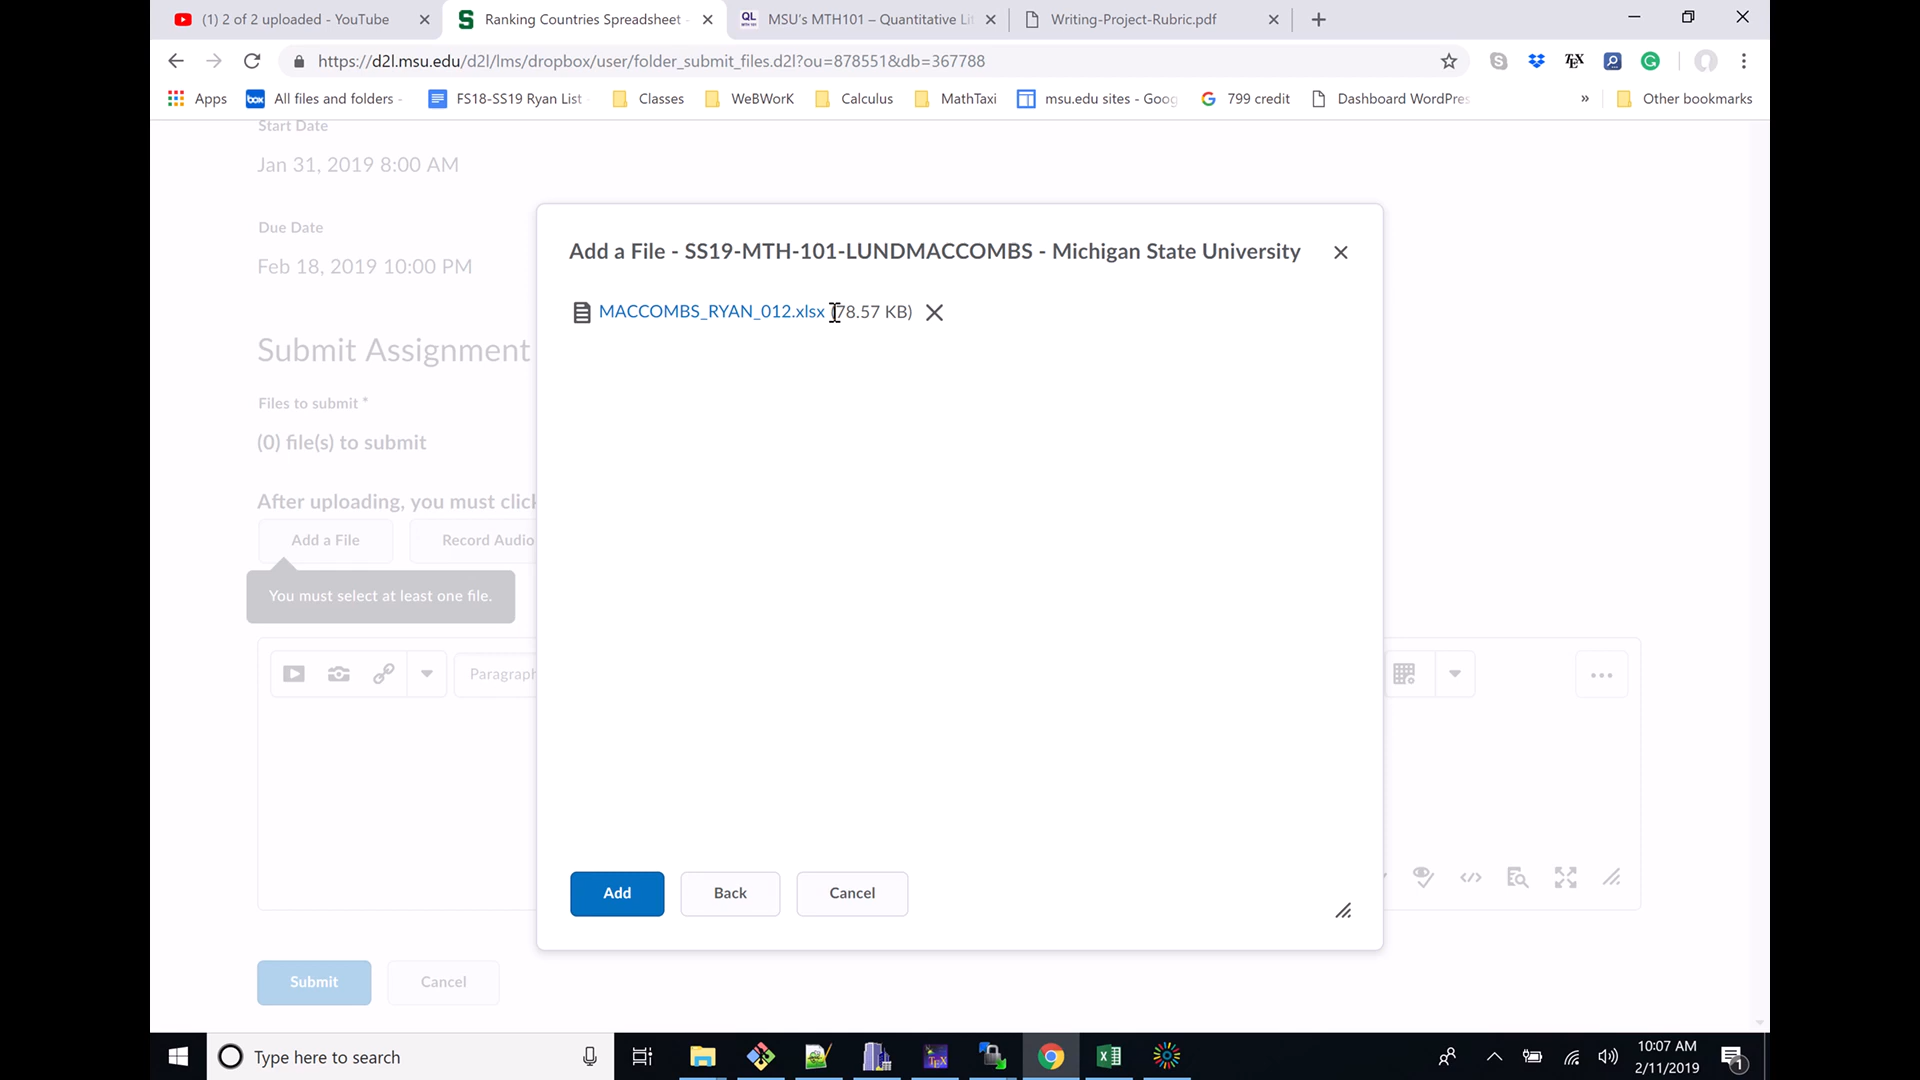 (1) 2 of 2 uploaded - YouTube
Ranking Countries Spreadsheet -
MSU's MTH101 – Quantitative Lit
Writing-Project-Rubric.pdf
https://d2l.msu.edu/d2l/lms/dropbox/user/folder_submit_files.d2l?ou=878551&db=367788
Apps
box
All files and folders -
FS18-SS19 Ryan List
Classes
WeBWorK
Calculus
MathTaxi
msu.edu sites - Goog
799 credit
Dashboard WordPres
»
Other bookmarks
Start Date
Jan 31, 2019 8:00 AM
Due Date
Feb 18, 2019 10:00 PM
Submit Assignment
Files to submit *
(0) file(s) to submit
After uploading, you must click
Add a File
Record Audio
You must select at least one file.
Paragraph
Submit
Cancel
Add a File - SS19-MTH-101-LUNDMACCOMBS - Michigan State University
MACCOMBS_RYAN_012.xlsx (78.57 KB)
Add
Back
Cancel
Type here to search
10:07 AM
2/11/2019
1